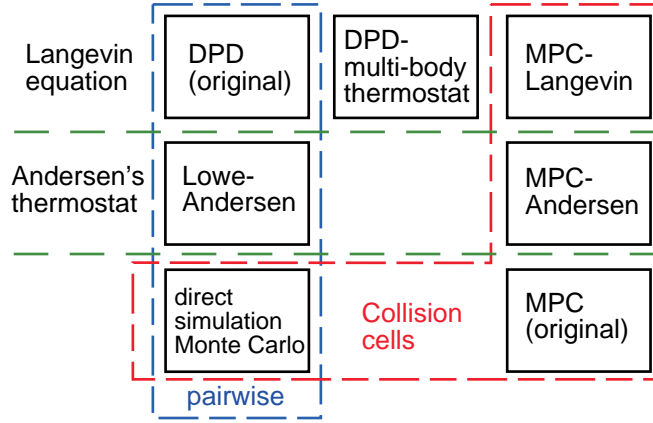 Langevin
equation
DPD
(original)
DPD-
multi-body
thermostat
MPC-
Langevin
Andersen's
thermostat
Lowe-
Andersen
MPC-
Andersen
direct
simulation
Monte Carlo
Collision
cells
MPC
(original)
pairwise